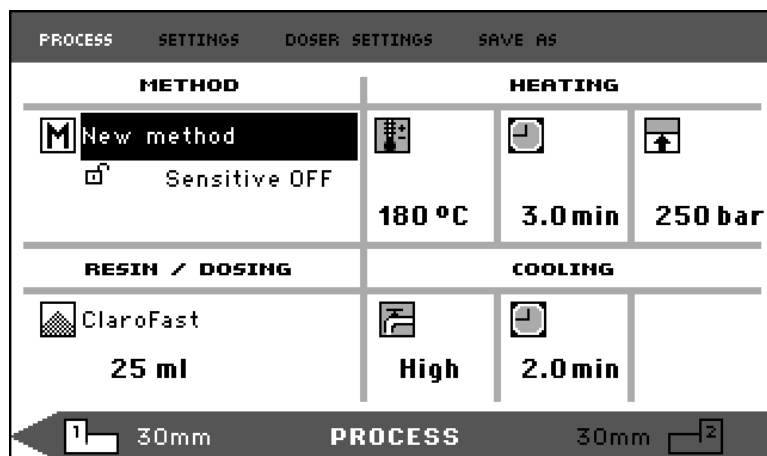 PROCESS SETTINGS DOSER SETTINGS SAVE AS
METHOD HEATING
M New method
Sensitive OFF
180 ºC 3.0 min 250 bar
RESIN / DOSING COOLING
ClaroFast
25 ml High 2.0 min
1 30mm PROCESS 30mm 2